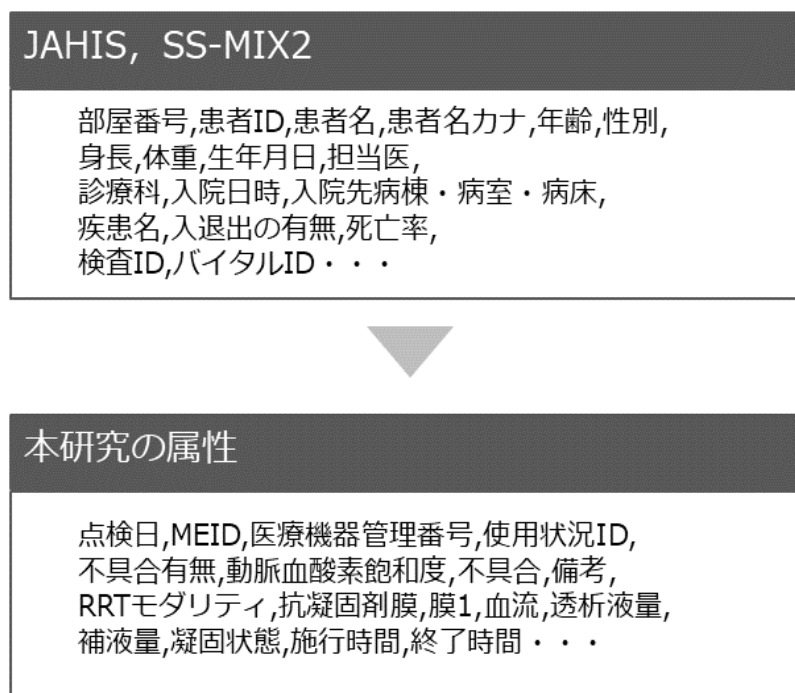 JAHIS, SS-MIX2
部屋番号,患者ID,患者名,患者名カナ,年齢,性別,
身長,体重,生年月日,担当医,
診療科,入院日時,入院先病棟・病室・病床,
疾患名,入退出の有無,死亡率,
検査ID,バイタルID・・・
本研究の属性
点検日,MEID,医療機器管理番号,使用状況ID,
不具合有無,動脈血酸素飽和度,不具合,備考,
RRTモダリティ,抗凝固剤膜,膜1,血流,透析液量,
補液量,凝固状態,施行時間,終了時間・・・